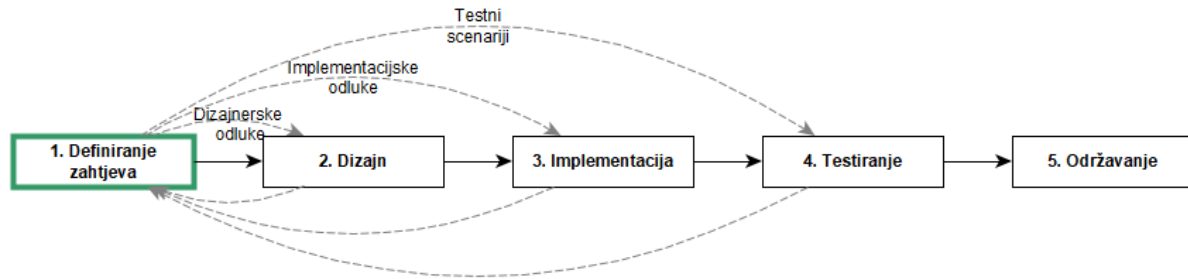 Testni
scenariji
Implementacijske
odluke
Dizajnerske
odluke
1. Definiranje
zahtjeva
2. Dizajn
3. Implementacija
4. Testiranje
5. Održavanje